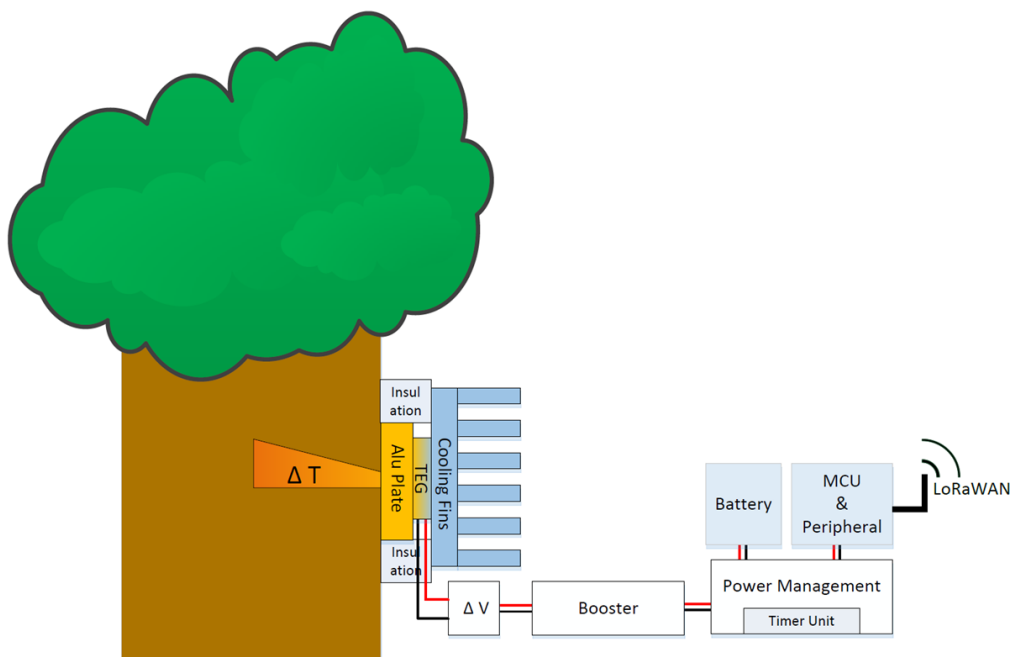 Insul
ation
Δ T
Alu Plate
TEG
Cooling Fins
Insul
ation
Δ V
Booster
Battery
MCU
&
Peripheral
LoRaWAN
Power Management
Timer Unit